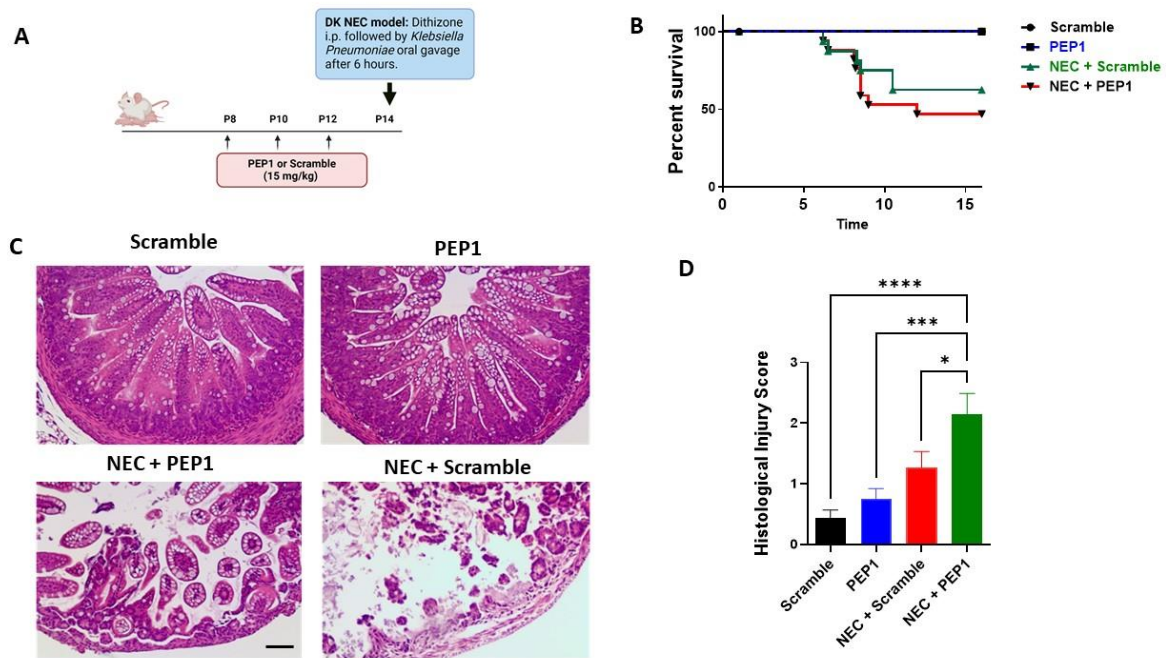 A
DK NEC model: Dithizone
i.p. followed by Klebsiella
Pneumoniae oral gavage
after 6 hours.
P8 P10 P12 P14
PEP1 or Scramble
(15 mg/kg)
B
Percent survival
100
50
0
0 5 10 15
Time
Scramble
PEP1
NEC + Scramble
NEC + PEP1
C
Scramble
PEP1
NEC + PEP1
NEC + Scramble
D
****
***
*
Histological Injury Score
3
2
1
0
Scramble
PEP1
NEC + Scramble
NEC + PEP1